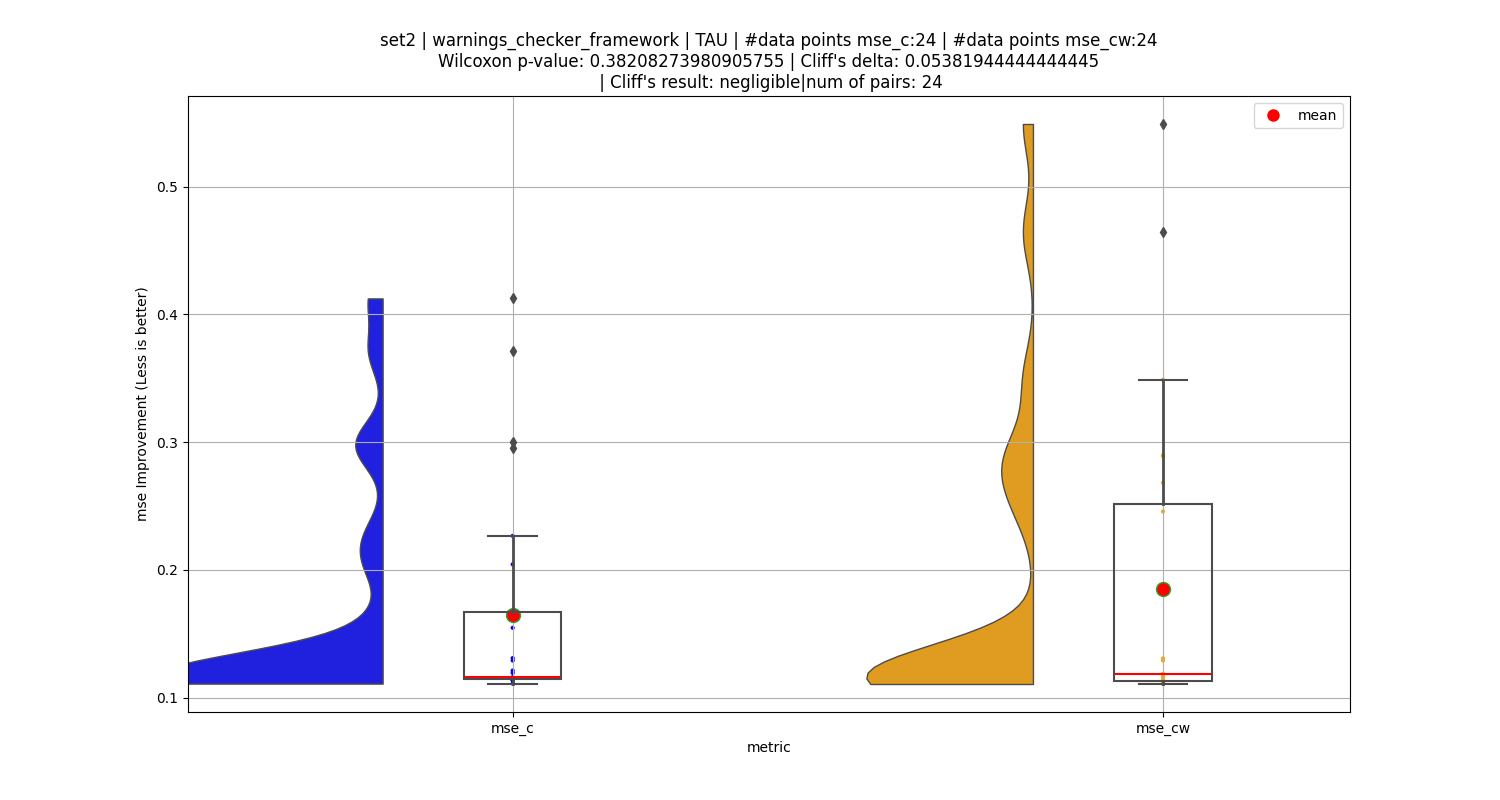 set2 | warnings_checker_framework | TAU | #data points mse_c:24 | #data points mse_cw:24
Wilcoxon p-value: 0.38208273980905755 | Cliff's delta: 0.05381944444444445
| Cliff's result: negligible|num of pairs: 24
mean
mse Improvement (Less is better)
0.5
0.4
0.3
0.2
0.1
mse_c
mse_cw
metric